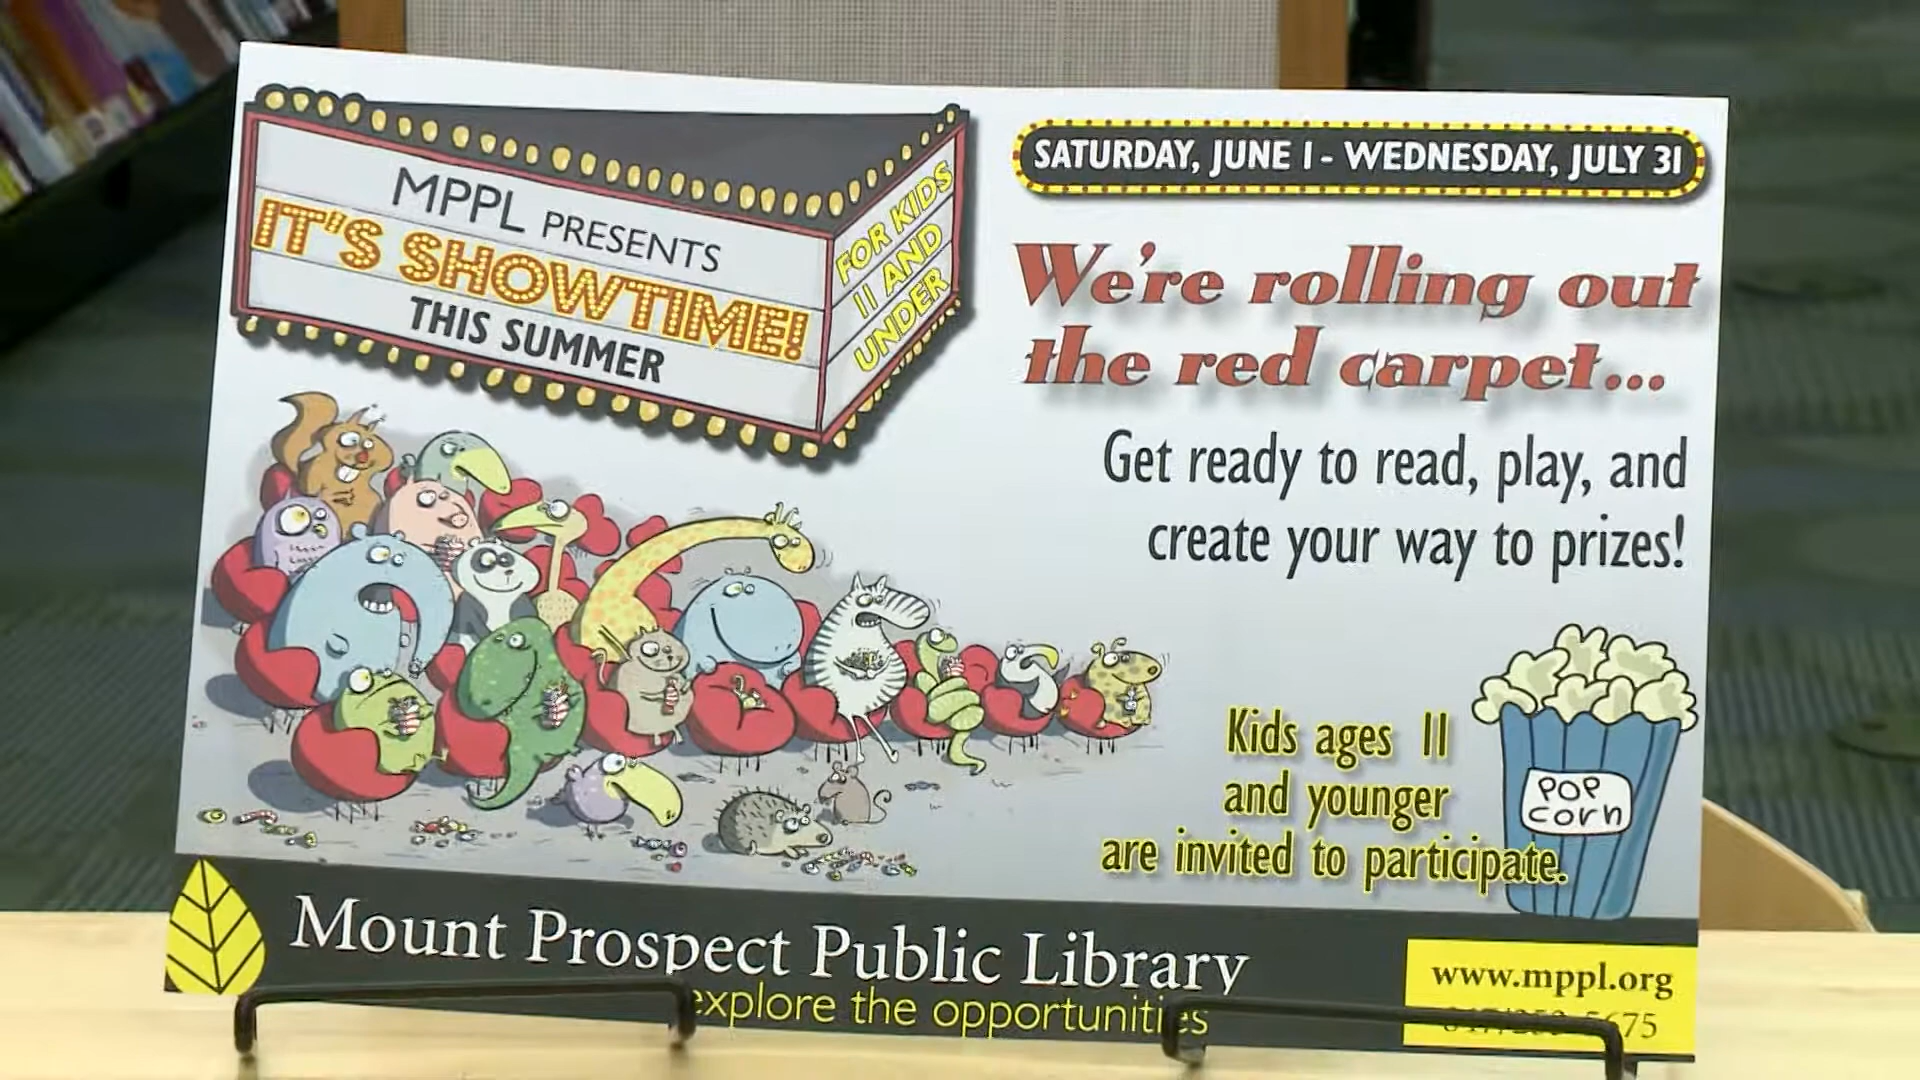 MPPL PRESENTS
IT'S SHOWTIME!
THIS SUMMER
FOR KIDS
11 AND
UNDER
SATURDAY, JUNE 1 - WEDNESDAY, JULY 31
We're rolling out
the red carpet...
Get ready to read, play, and
create your way to prizes!
Kids ages 11
and younger
are invited to participate.
POP
corn
Mount Prospect Public Library
explore the opportunities
www.mppl.org
5675